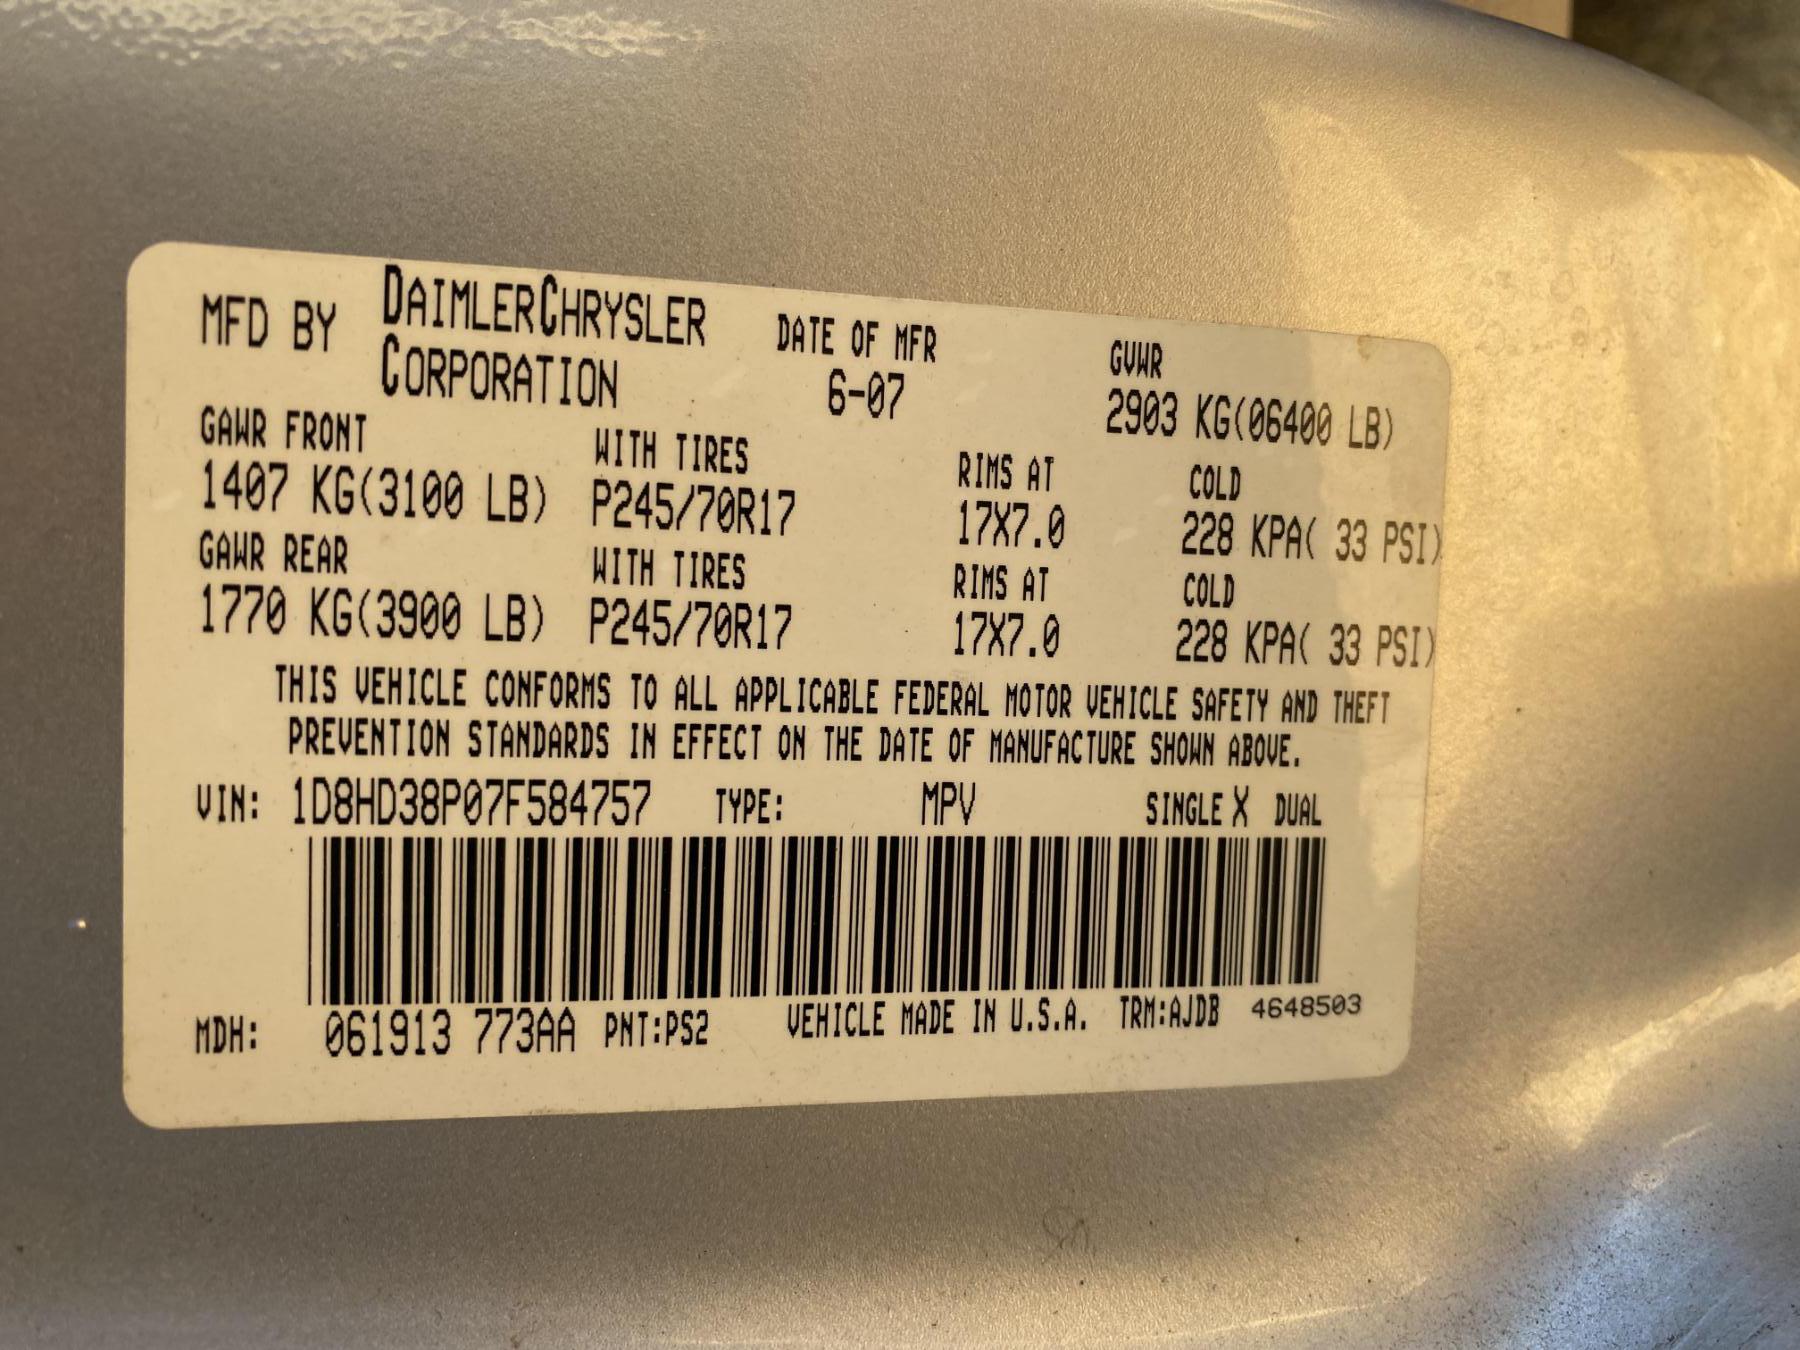 MFD BY DAIMLERCHRYSLER CORPORATION DATE OF MFR 6-07 GVWR 2903 KG(06400 LB)
GAWR FRONT WITH TIRES RIMS AT COLD
1407 KG(3100 LB) P245/70R17 17X7.0 228 KPA( 33 PSI)
GAWR REAR WITH TIRES RIMS AT COLD
1770 KG(3900 LB) P245/70R17 17X7.0 228 KPA( 33 PSI)
THIS VEHICLE CONFORMS TO ALL APPLICABLE FEDERAL MOTOR VEHICLE SAFETY AND THEFT
PREVENTION STANDARDS IN EFFECT ON THE DATE OF MANUFACTURE SHOWN ABOVE.
VIN: 1D8HD38P07F584757 TYPE: MPV SINGLE X DUAL
MDH: 061913 773AA PNT:PS2 VEHICLE MADE IN U.S.A. TRM:AJDB 4648503